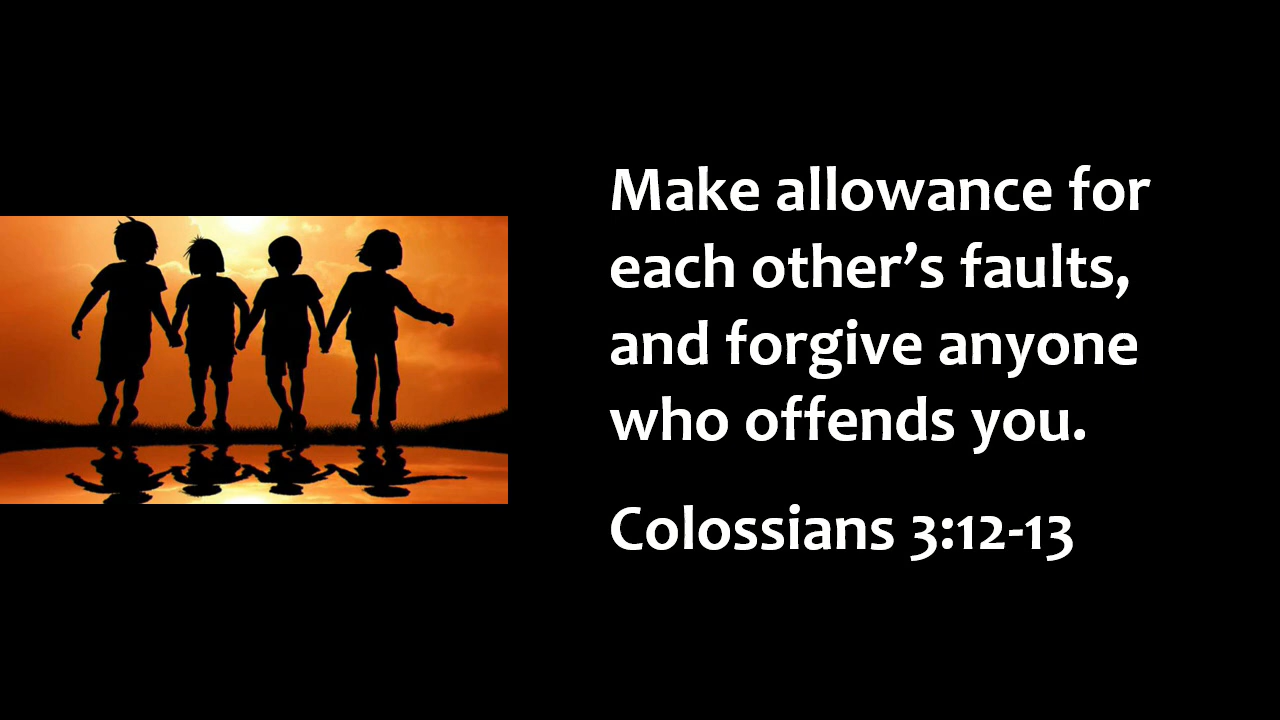 Make allowance for
each other’s faults,
and forgive anyone
who offends you.
Colossians 3:12-13